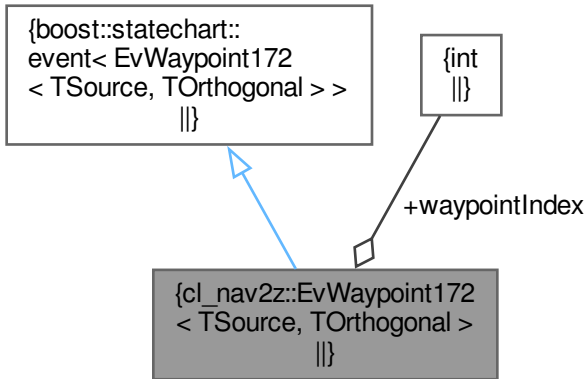 {boost::statechart::
event< EvWaypoint172
< TSource, TOrthogonal > >
||}
{int
||}
+waypointIndex
{cl_nav2z::EvWaypoint172
< TSource, TOrthogonal >
||}